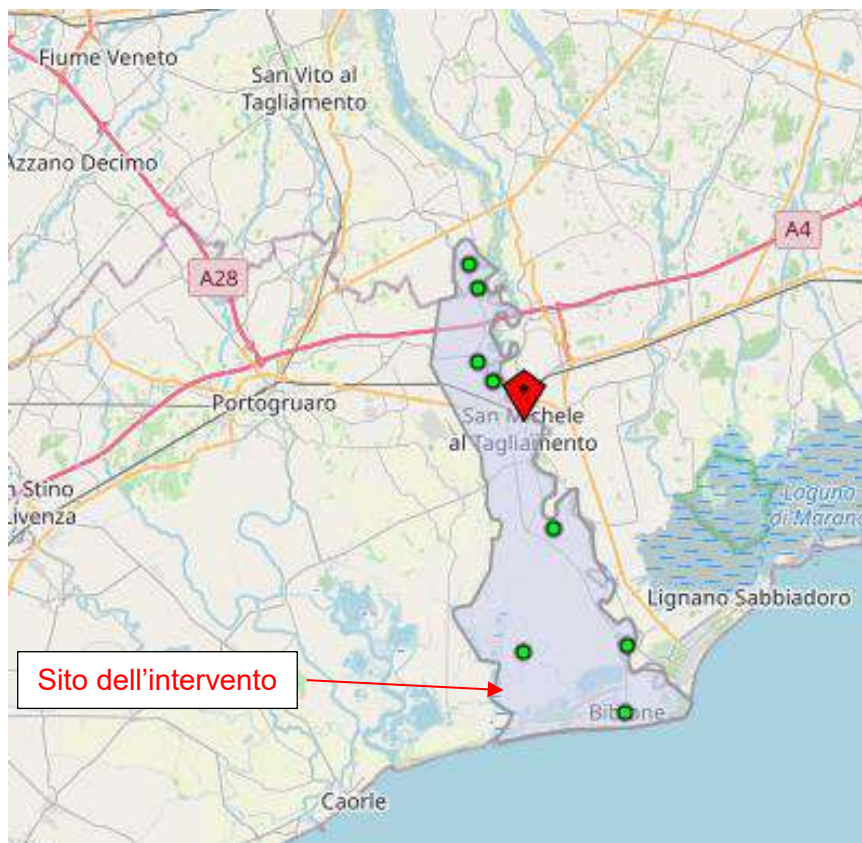 Fiume Veneto
San Vito al
Tagliamento
Azzano Decimo
A4
A28
Portogruaro
San Michele
al Tagliamento
n Stino
Livenza
Laguna
di Maran
Lignano Sabbiadoro
Sito dell'intervento
Bibione
Caorle